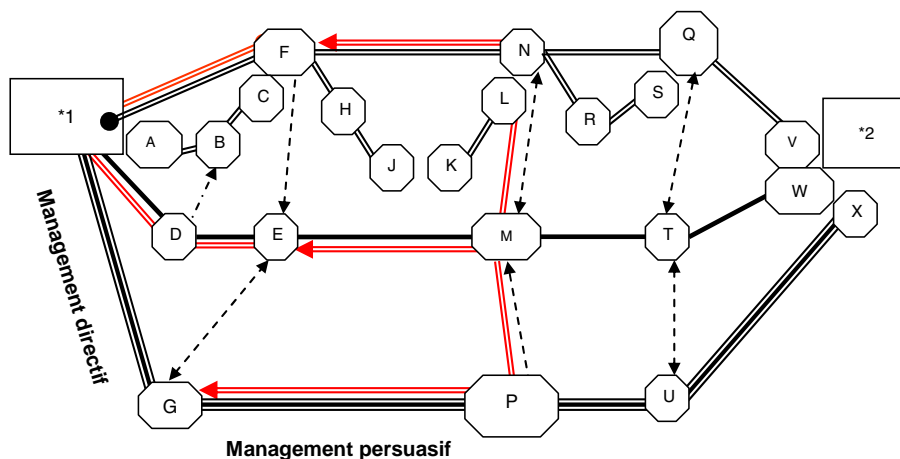 F
N
Q
*1
C
L
S
H
R
A
B
V
*2
J
K
W
X
D
E
M
T
Management directif
G
P
U
Management persuasif